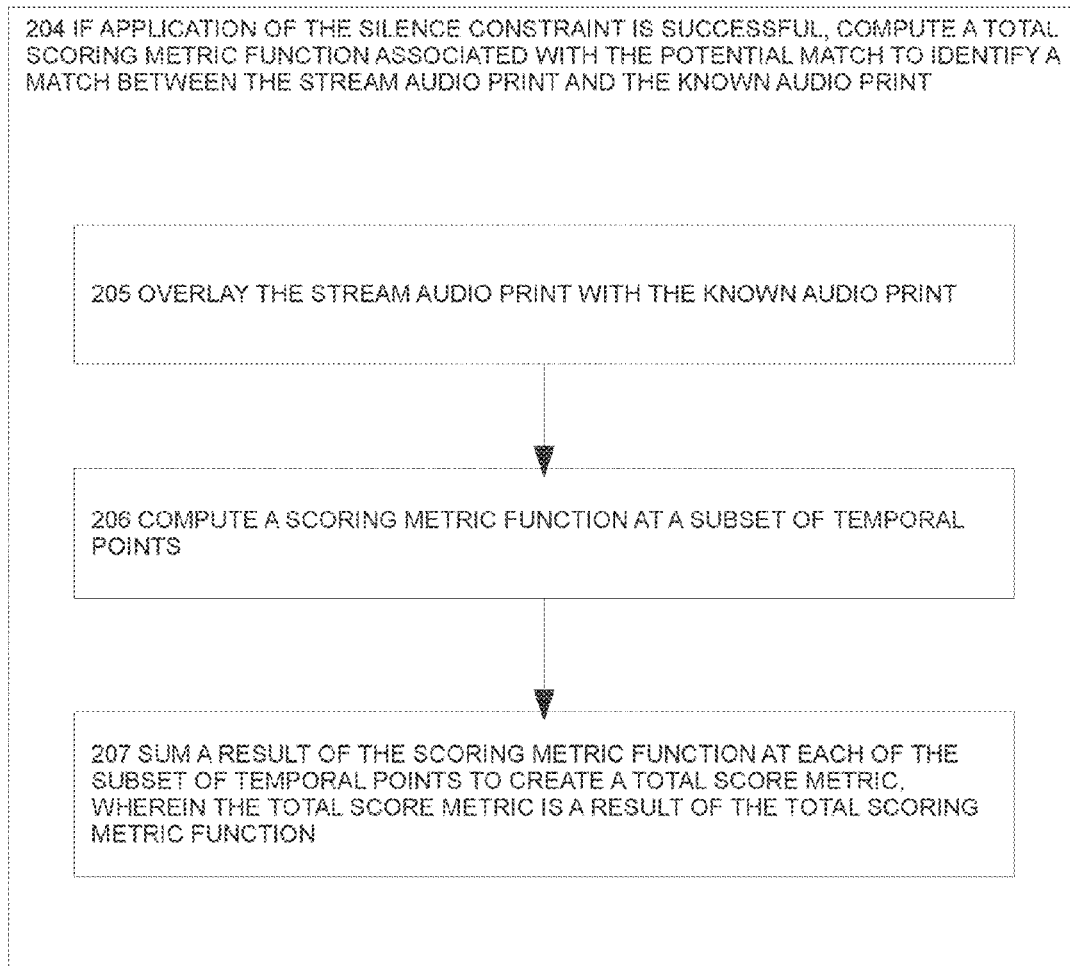 204 IF APPLICATION OF THE SILENCE CONSTRAINT IS SUCCESSFUL, COMPUTE A TOTAL
SCORING METRIC FUNCTION ASSOCIATED WITH THE POTENTIAL MATCH TO IDENTIFY A
MATCH BETWEEN THE STREAM AUDIO PRINT AND THE KNOWN AUDIO PRINT
205 OVERLAY THE STREAM AUDIO PRINT WITH THE KNOWN AUDIO PRINT
206 COMPUTE A SCORING METRIC FUNCTION AT A SUBSET OF TEMPORAL
POINTS
207 SUM A RESULT OF THE SCORING METRIC FUNCTION AT EACH OF THE
SUBSET OF TEMPORAL POINTS TO CREATE A TOTAL SCORE METRIC,
WHEREIN THE TOTAL SCORE METRIC IS A RESULT OF THE TOTAL SCORING
METRIC FUNCTION